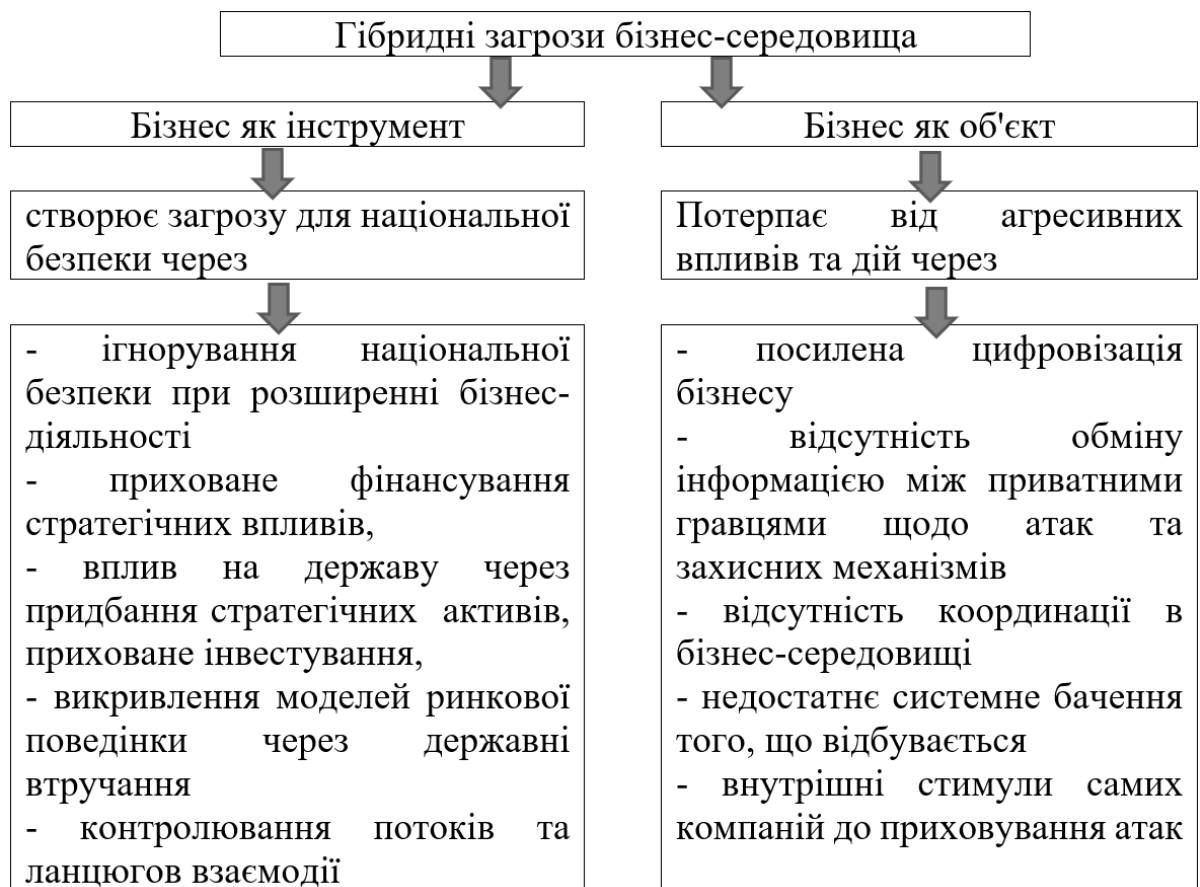 Гібридні загрози бізнес-середовища
Бізнес як інструмент
створює загрозу для національної
безпеки через
- ігнорування національної
безпеки при розширенні бізнес-
діяльності
- приховане фінансування
стратегічних впливів,
- вплив на державу через
придбання стратегічних активів,
приховане інвестування,
- викривлення моделей ринкової
поведінки через державні
втручання
- контролювання потоків та
ланцюгов взаємодії
Бізнес як об'єкт
Потерпає від агресивних
впливів та дій через
- посилена цифровізація
бізнесу
- відсутність обміну
інформацією між приватними
гравцями щодо атак та
захисних механізмів
- відсутність координації в
бізнес-середовищі
- недостатнє системне бачення
того, що відбувається
- внутрішні стимули самих
компаній до приховування атак